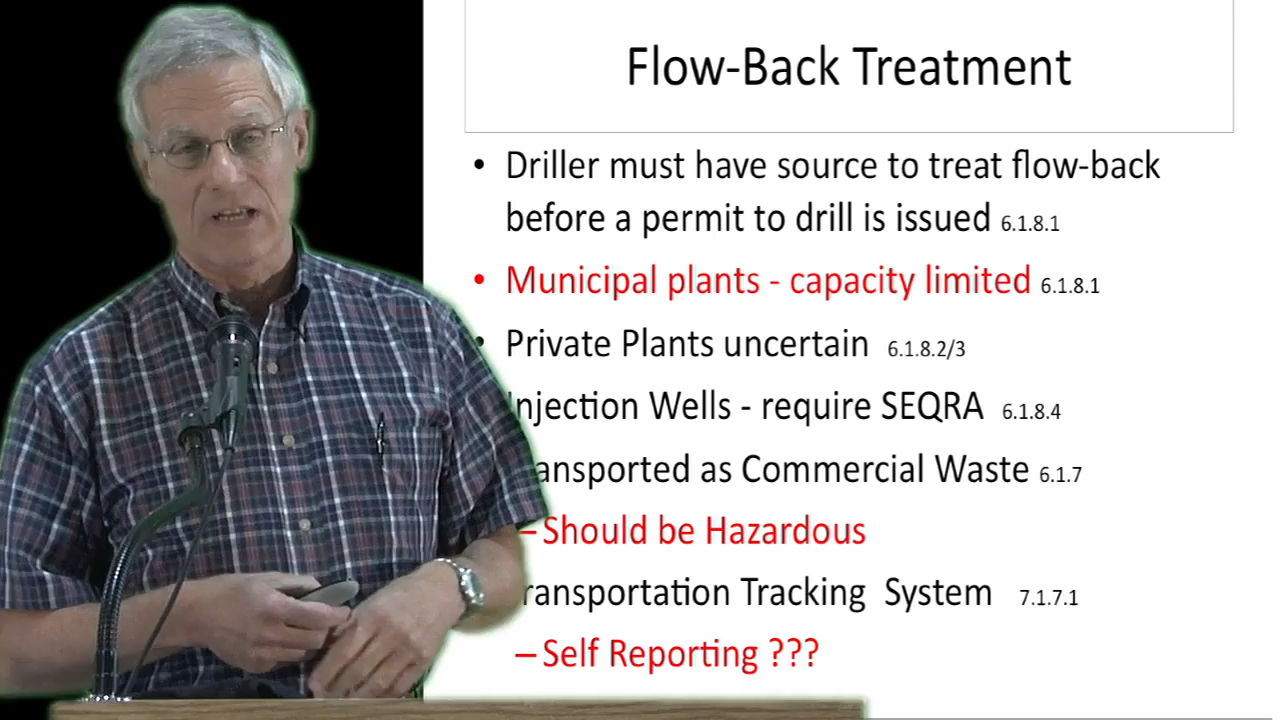 Flow-Back Treatment
• Driller must have source to treat flow-back
before a permit to drill is issued 6.1.8.1
• Municipal plants - capacity limited 6.1.8.1
• Private Plants uncertain 6.1.8.2/3
Injection Wells - require SEQRA 6.1.8.4
ansported as Commercial Waste 6.1.7
– Should be Hazardous
ransportation Tracking System 7.1.7.1
– Self Reporting ???